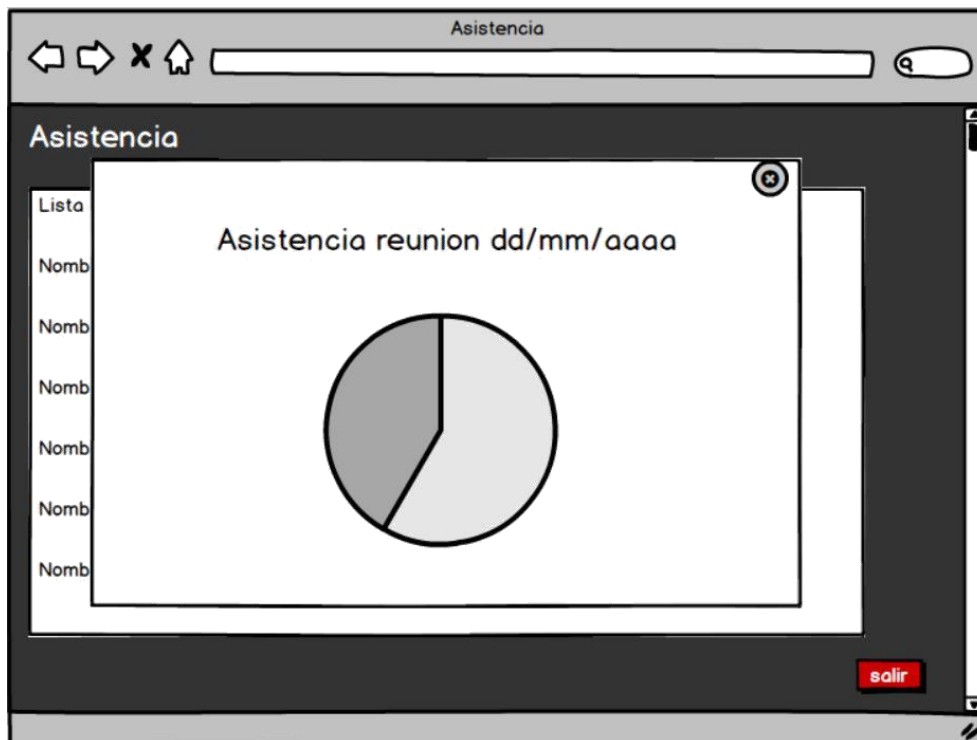 Asistencia
Asistencia
Lista
Asistencia reunion dd/mm/aaaa
Nomb
Nomb
Nomb
Nomb
Nomb
Nomb
salir